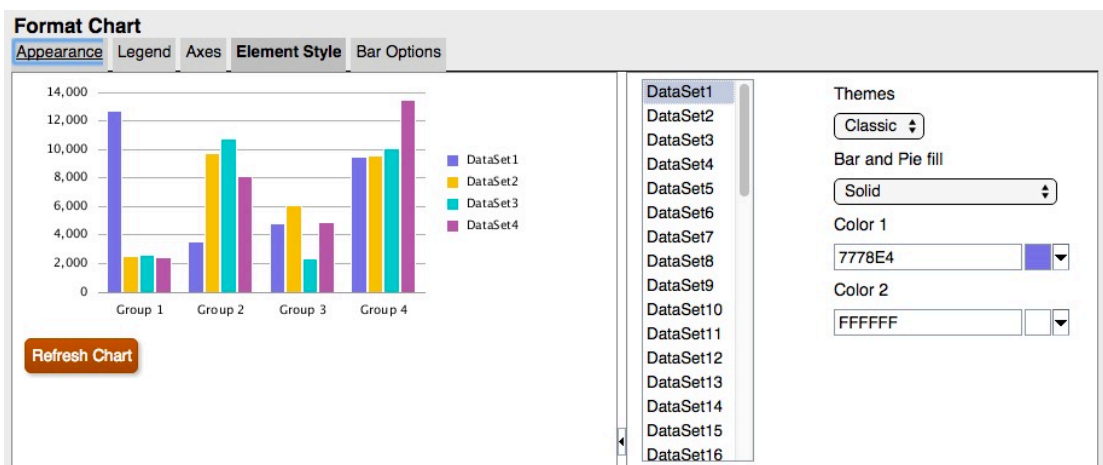 Format Chart
Appearance Legend Axes Element Style Bar Options
14,000
12,000
10,000
8,000
6,000
4,000
2,000
0
Group 1 Group 2 Group 3 Group 4
DataSet1
DataSet2
DataSet3
DataSet4
Refresh Chart
DataSet1
DataSet2
DataSet3
DataSet4
DataSet5
DataSet6
DataSet7
DataSet8
DataSet9
DataSet10
DataSet11
DataSet12
DataSet13
DataSet14
DataSet15
DataSet16
Themes
Classic
Bar and Pie fill
Solid
Color 1
7778E4
Color 2
FFFFFF